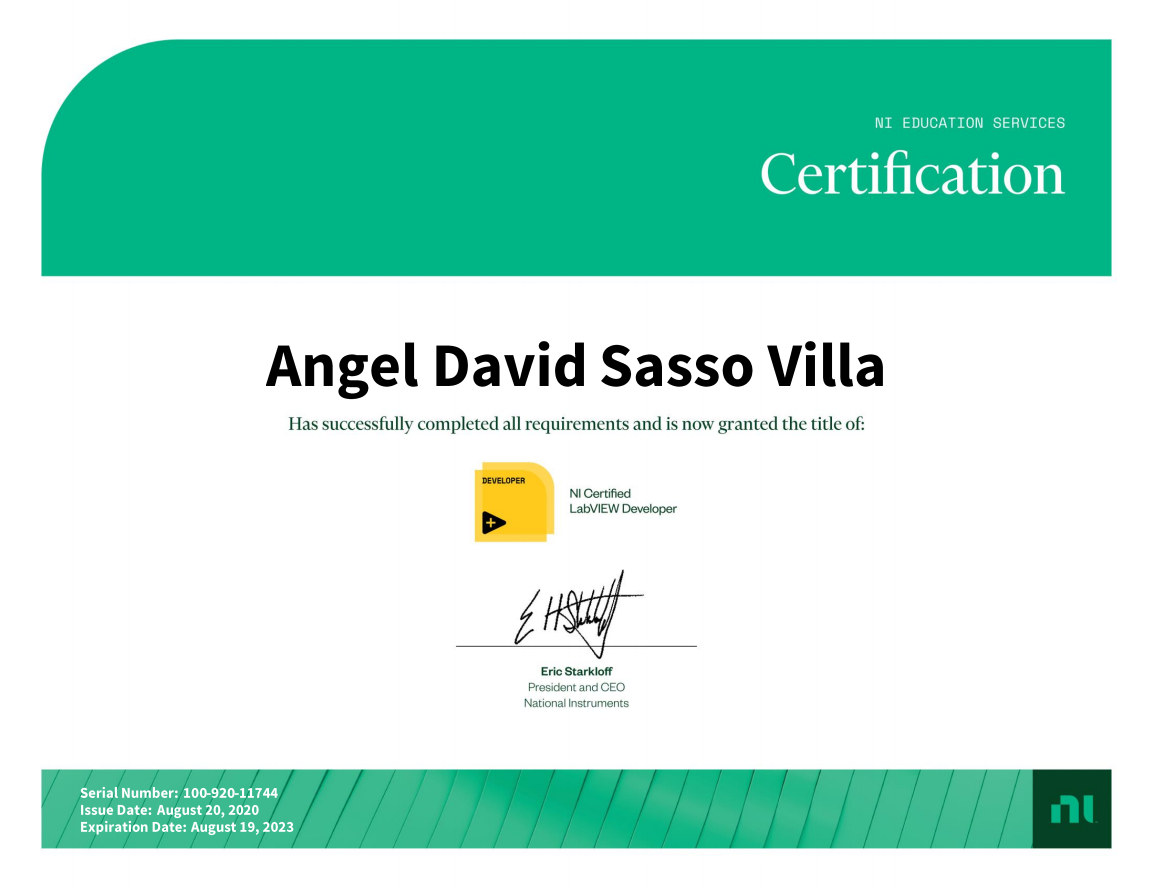 NI EDUCATION SERVICES
Certification
Angel David Sasso Villa
Has successfully completed all requirements and is now granted the title of:
DEVELOPER
NI Certified
LabVIEW Developer
Eric Starkloff
President and CEO
National Instruments
Serial Number: 100-920-11744
Issue Date: August 20, 2020
Expiration Date: August 19, 2023
ni